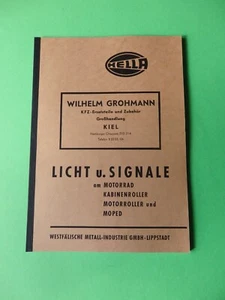 HELLA
WILHELM GROHMANN
KFZ-Ersatzteile und Zubehör
Großhandlung
KIEL
LICHT u. SIGNALE
am MOTORRAD
KABINENROLLER
MOTORROLLER und
MOPED
WESTFÄLISCHE METALL-INDUSTRIE GMBH-LIPPSTADT